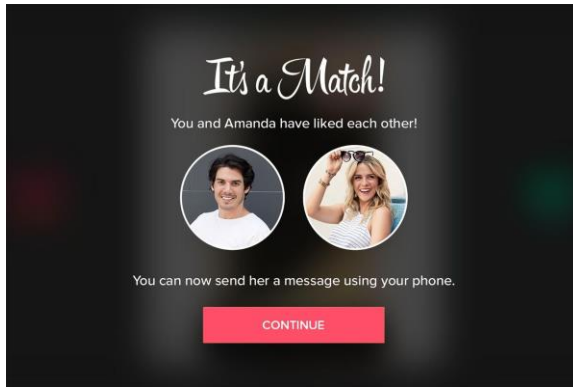 It's a Match!
You and Amanda have liked each other!
You can now send her a message using your phone.
CONTINUE